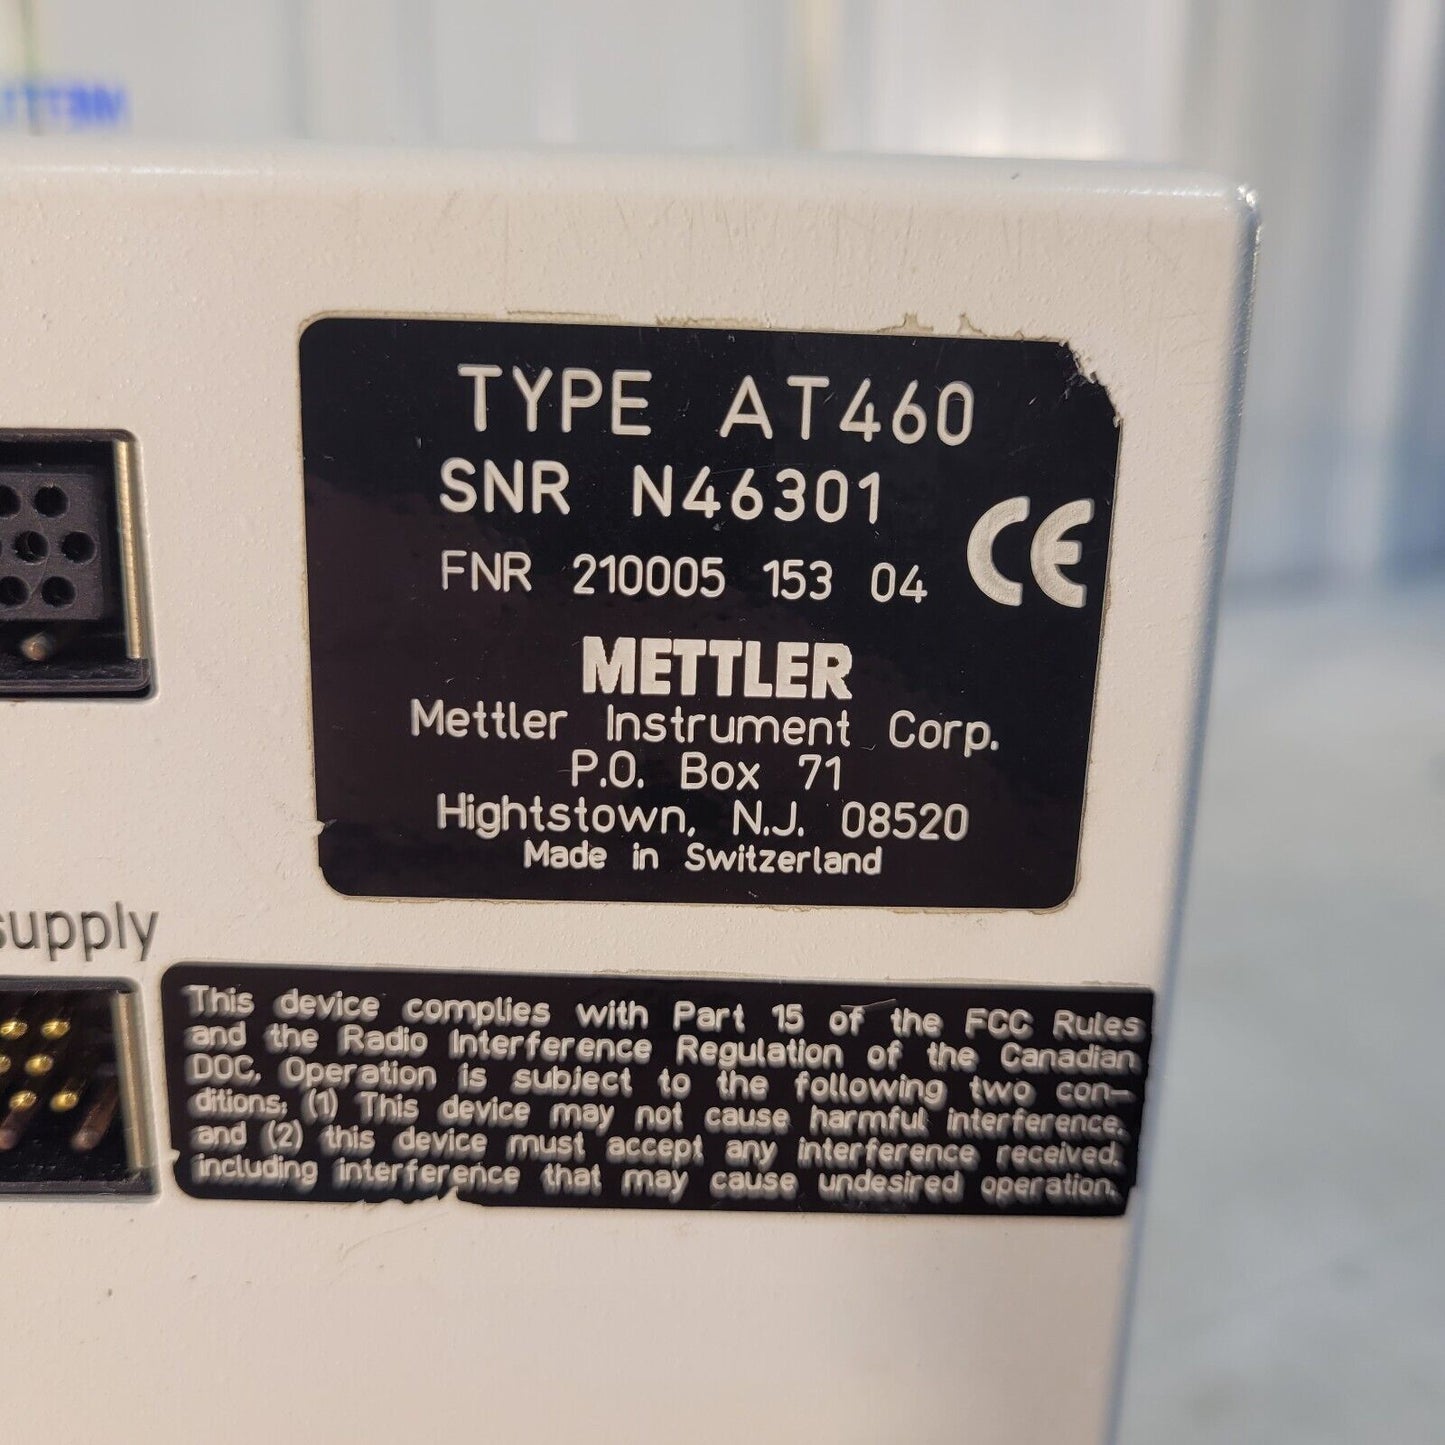 TYPE AT460
SNR N46301
FNR 210005 153 04
CE
METTLER
Mettler Instrument Corp.
P.O. Box 71
Hightstown, N.J. 08520
Made in Switzerland
supply
This device complies with Part 15 of the FCC Rules
and the Radio Interference Regulation of the Canadian
DOC. Operation is subject to the following two con-
ditions: (1) This device may not cause harmful interference,
and (2) this device must accept any interference received,
including interference that may cause undesired operation.